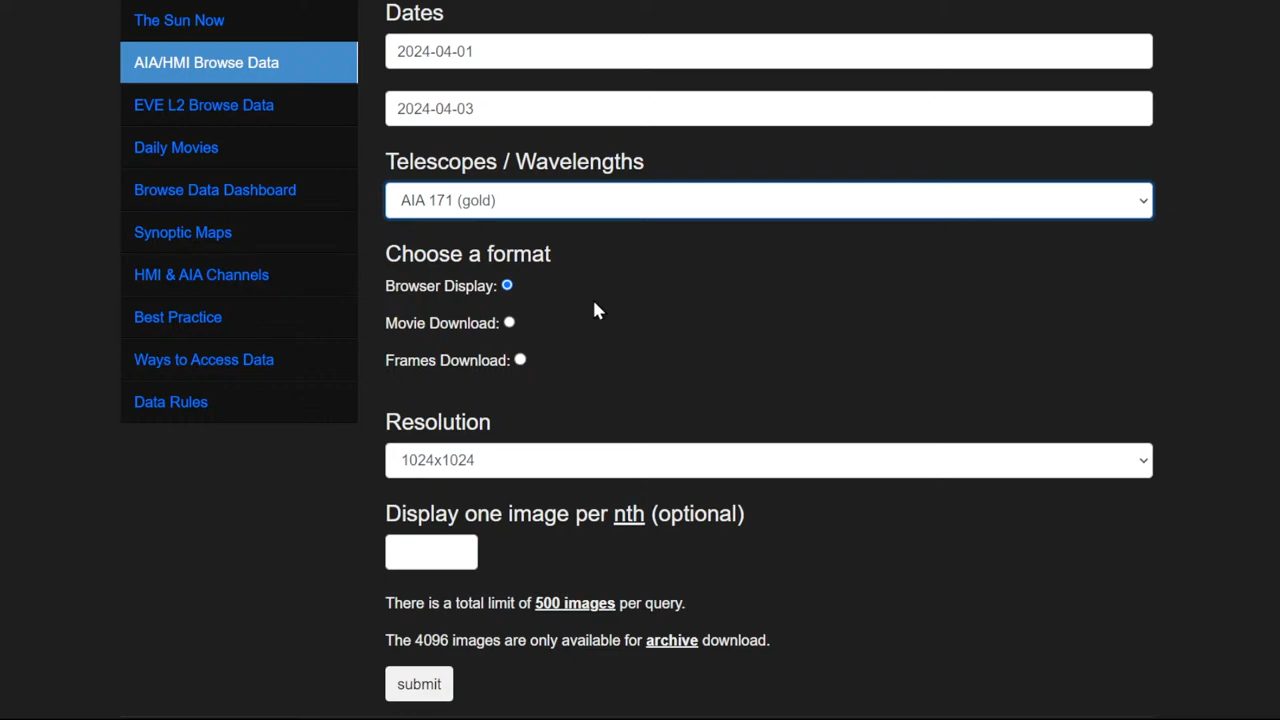 The Sun Now
AIA/HMI Browse Data
EVE L2 Browse Data
Daily Movies
Browse Data Dashboard
Synoptic Maps
HMI & AIA Channels
Best Practice
Ways to Access Data
Data Rules
Dates
2024-04-01
2024-04-03
Telescopes / Wavelengths
AIA 171 (gold)
Choose a format
Browser Display:
Movie Download:
Frames Download:
Resolution
1024x1024
Display one image per nth (optional)
There is a total limit of 500 images per query.
The 4096 images are only available for archive download.
submit